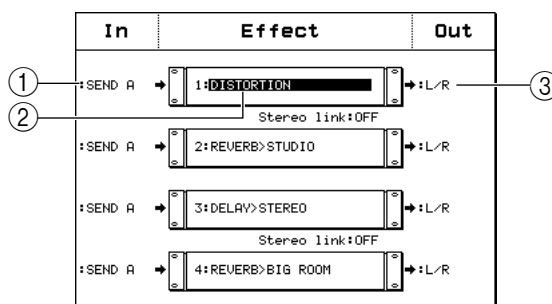 In Effect Out
① :SEND A 1:DISTORTION :L/R ③
② Stereo link:OFF
:SEND A 2:REVERB>STUDIO :L/R
:SEND A 3:DELAY>STEREO :L/R
Stereo link:OFF
:SEND A 4:REVERB>BIG ROOM :L/R